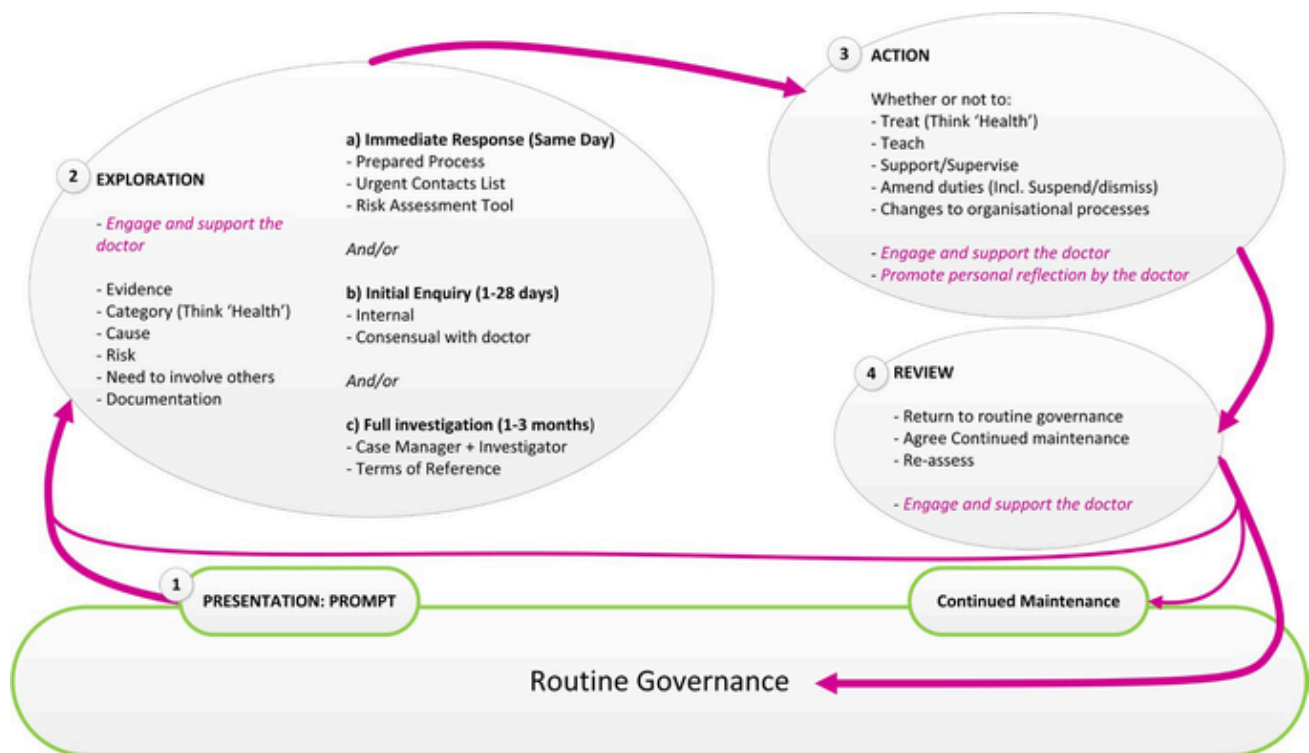 1
PRESENTATION: PROMPT
2
EXPLORATION
- Engage and support the
doctor
- Evidence
- Category (Think ‘Health’)
- Cause
- Risk
- Need to involve others
- Documentation
a) Immediate Response (Same Day)
- Prepared Process
- Urgent Contacts List
- Risk Assessment Tool
And/or
b) Initial Enquiry (1-28 days)
- Internal
- Consensual with doctor
And/or
c) Full investigation (1-3 months)
- Case Manager + Investigator
- Terms of Reference
3
ACTION
Whether or not to:
- Treat (Think ‘Health’)
- Teach
- Support/Supervise
- Amend duties (Incl. Suspend/dismiss)
- Changes to organisational processes
- Engage and support the doctor
- Promote personal reflection by the doctor
4
REVIEW
- Return to routine governance
- Agree Continued maintenance
- Re-assess
- Engage and support the doctor
Continued Maintenance
Routine Governance